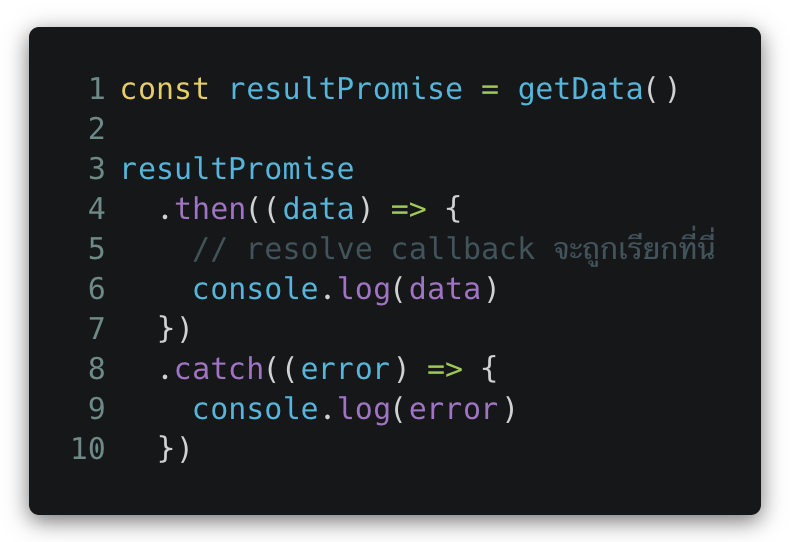 1 const resultPromise = getData()
2
3 resultPromise
4   .then((data) => {
5     // resolve callback จะถูกเรียกที่นี่
6     console.log(data)
7   })
8   .catch((error) => {
9     console.log(error)
10   })